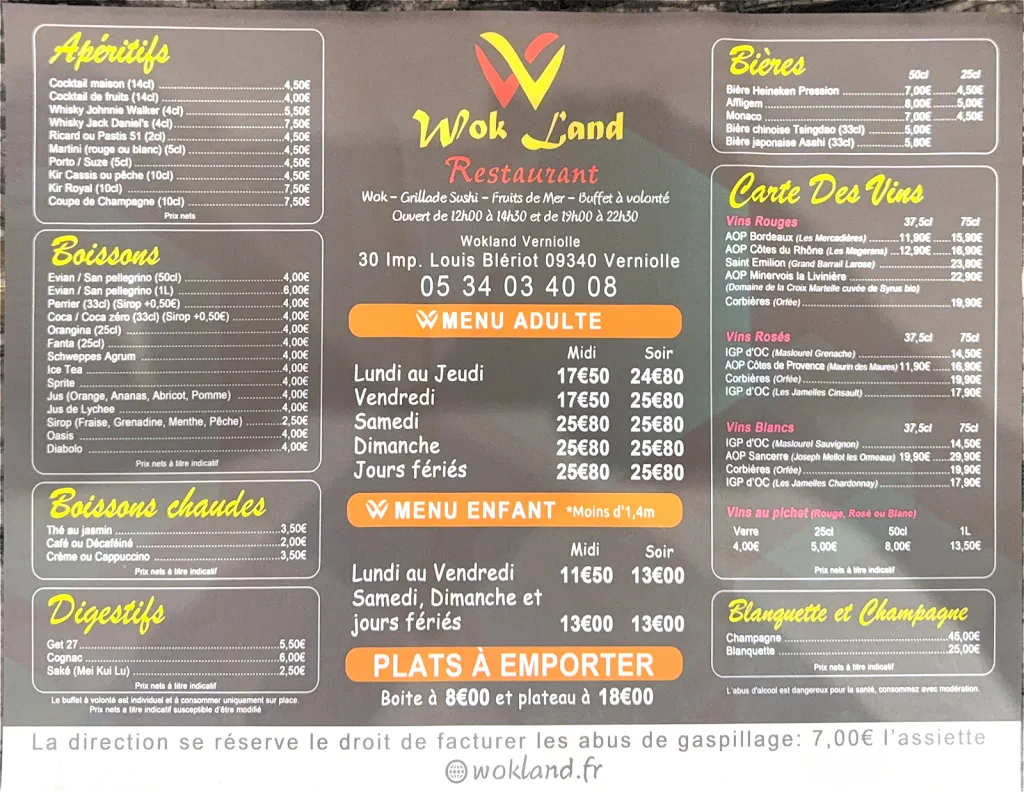 Apéritifs
Cocktail maison (14cl) 4,50€
Cocktail de fruits (14cl) 4,00€
Whisky Johnnie Walker (4cl) 5,50€
Whisky Jack Daniel's (4cl) 7,50€
Ricard ou Pastis 51 (2cl) 4,50€
Martini (rouge ou blanc) (5cl) 4,50€
Porto / Suze (5cl) 4,50€
Kir Cassis ou pêche (10cl) 4,50€
Kir Royal (10cl) 7,50€
Coupe de Champagne (10cl) 7,50€
Prix nets
Boissons
Evian / San pellegrino (50cl) 4,00€
Evian / San pellegrino (1L) 6,00€
Perrier (33cl) (Sirop +0,50€) 4,00€
Coca / Coca zéro (33cl) (Sirop +0,50€) 4,00€
Orangina (25cl) 4,00€
Fanta (25cl) 4,00€
Schweppes Agrum 4,00€
Ice Tea 4,00€
Sprite 4,00€
Jus (Orange, Ananas, Abricot, Pomme) 4,00€
Jus de Lychee 4,00€
Sirop (Fraise, Grenadine, Menthe, Pêche) 2,50€
Oasis 4,00€
Diabolo 4,00€
Prix nets à titre indicatif
Boissons chaudes
Thé au jasmin 3,50€
Café ou Décaféiné 2,00€
Crème ou Cappuccino 3,50€
Prix nets à titre indicatif
Digestifs
Get 27 5,50€
Cognac 6,00€
Saké (Mei Kui Lu) 2,50€
Prix nets à titre indicatif
Le buffet à volonté est individuel et à consommer uniquement sur place.
Prix nets a titre indicatif susceptible d'être modifié
Wok Land
Restaurant
Wok - Grillade Sushi - Fruits de Mer - Buffet à volonté
Ouvert de 12h00 à 14h30 et de 19h00 à 22h30
Wokland Verniolle
30 Imp. Louis Blériot 09340 Verniolle
05 34 03 40 08
MENU ADULTE
Midi Soir
Lundi au Jeudi 17€50 24€80
Vendredi 17€50 25€80
Samedi 25€80 25€80
Dimanche 25€80 25€80
Jours fériés 25€80 25€80
MENU ENFANT *Moins d'1,4m
Midi Soir
Lundi au Vendredi 11€50 13€00
Samedi, Dimanche et
jours fériés 13€00 13€00
PLATS À EMPORTER
Boite à 8€00 et plateau à 18€00
Bières
50cl 25cl
Bière Heineken Pression 7,00€ 4,50€
Affligem 8,00€ 5,00€
Monaco 7,00€ 4,50€
Bière chinoise Tsingdao (33cl) 5,00€
Bière japonaise Asahi (33cl) 5,80€
Carte Des Vins
Vins Rouges 37,5cl 75cl
AOP Bordeaux (Les Mercadières) 11,90€ 15,90€
AOP Côtes du Rhône (Les Magerans) 12,90€ 16,90€
Saint Emilion (Grand Barrail Larose) 23,80€
AOP Minervois la Livinière 22,90€
(Domaine de la Croix Martelle cuvée de Syrus bio)
Corbières (Orfée) 19,90€
Vins Rosés 37,5cl 75cl
IGP d'OC (Maslourel Grenache) 14,50€
AOP Côtes de Provence (Maurin des Maures) 11,90€ 16,90€
Corbières (Orfée) 19,90€
IGP d'OC (Les Jamelles Cinsault) 17,90€
Vins Blancs 37,5cl 75cl
IGP d'OC (Maslourel Sauvignon) 14,50€
AOP Sancerre (Joseph Mellot les Ormeaux) 19,90€ 29,90€
Corbières (Orfée) 19,90€
IGP d'OC (Les Jamelles Chardonnay) 17,90€
Vins au pichet (Rouge, Rosé ou Blanc)
Verre 25cl 50cl 1L
4,00€ 5,00€ 8,00€ 13,50€
Prix nets à titre indicatif
Blanquette et Champagne
Champagne 45,00€
Blanquette 25,00€
Prix nets à titre indicatif
L'abus d'alcool est dangereux pour la santé, consommez avec modération.
La direction se réserve le droit de facturer les abus de gaspillage: 7,00€ l'assiette
wokland.fr